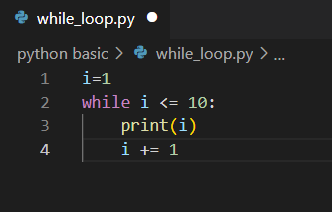 while_loop.py
python basic > while_loop.py > ...
1 i=1
2 while i <= 10:
3     print(i)
4     i += 1